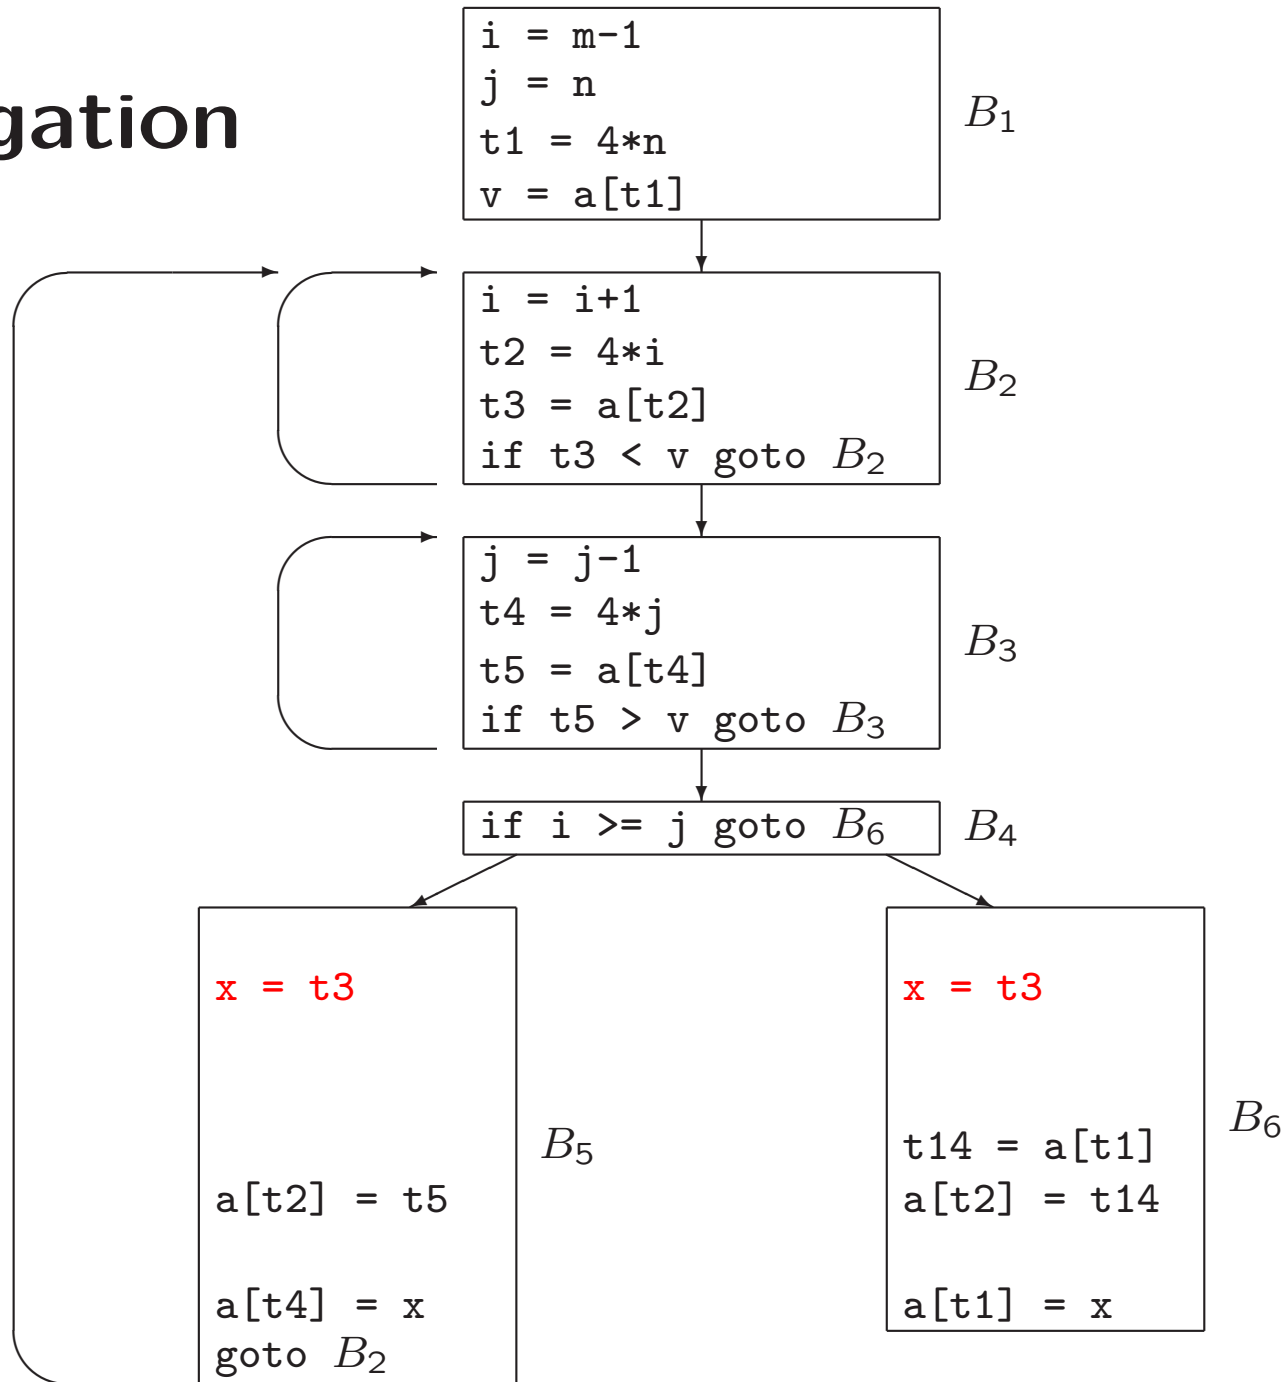 gation
i = m-1
j = n
t1 = 4*n
v = a[t1]
B1
i = i+1
t2 = 4*i
t3 = a[t2]
if t3 < v goto B2
B2
j = j-1
t4 = 4*j
t5 = a[t4]
if t5 > v goto B3
B3
if i >= j goto B6
B4
x = t3
a[t2] = t5
a[t4] = x
goto B2
B5
x = t3
t14 = a[t1]
a[t2] = t14
a[t1] = x
B6